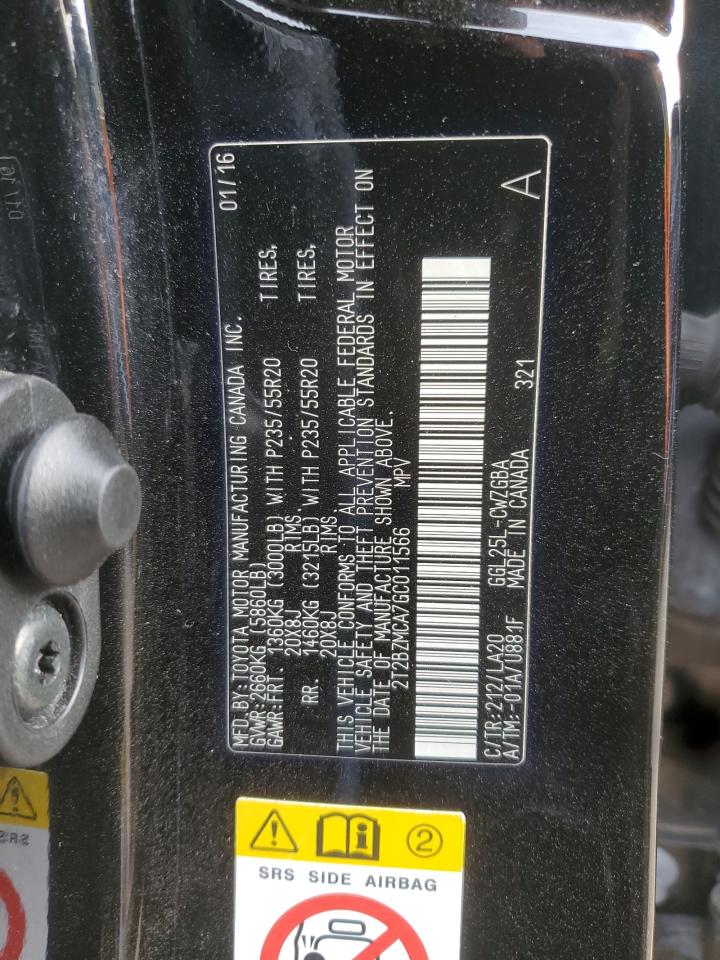 MFD. BY: TOYOTA MOTOR MANUFACTURING CANADA INC. 01/16
GVWR: 2660KG (5860LB)
GAWR: FRT. 1360KG (3000LB) WITH P235/55R20 TIRES,
20X8J RIMS
RR. 1460KG (3215LB) WITH P235/55R20 TIRES,
20X8J RIMS
THIS VEHICLE CONFORMS TO ALL APPLICABLE FEDERAL MOTOR
VEHICLE SAFETY AND THEFT PREVENTION STANDARDS IN EFFECT ON
THE DATE OF MANUFACTURE SHOWN ABOVE.
2T2BZMCA7GC011566 MPV
C/TR: 212/LA20 GGL25L-CWZGBA
A/TM: -01A/U881F MADE IN CANADA 321 A
2
SRS SIDE AIRBAG